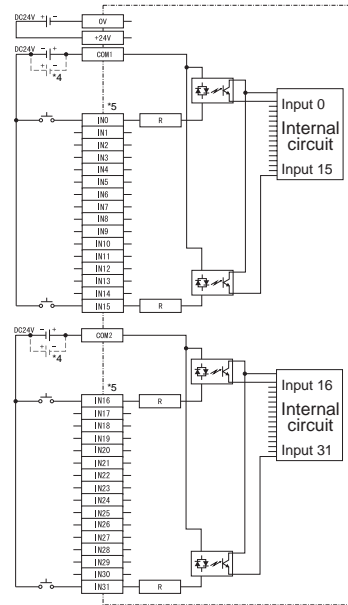 DC24V - + 0V
+24V
DC24V - + COM1
*4
*5
IN0 R Input 0
IN1
IN2 Internal
IN3 circuit
IN4
IN5 Input 15
IN6
IN7
IN8
IN9
IN10
IN11
IN12
IN13
IN14
IN15 R
DC24V - + COM2
*4
*5
IN16 R Input 16
IN17
IN18 Internal
IN19 circuit
IN20
IN21 Input 31
IN22
IN23
IN24
IN25
IN26
IN27
IN28
IN29
IN30
IN31 R